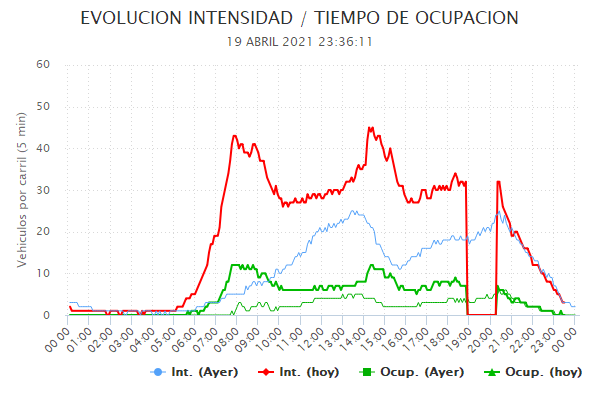 EVOLUCION INTENSIDAD / TIEMPO DE OCUPACION
19 ABRIL 2021 23:36:11
Vehiculos por carril (5 min)
60
50
40
30
20
10
0
00:00 01:00 02:00 03:00 04:00 05:00 06:00 07:00 08:00 09:00 10:00 11:00 12:00 13:00 14:00 15:00 16:00 17:00 18:00 19:00 20:00 21:00 22:00 23:00 00:00
Int. (Ayer) Int. (hoy) Ocup. (Ayer) Ocup. (hoy)